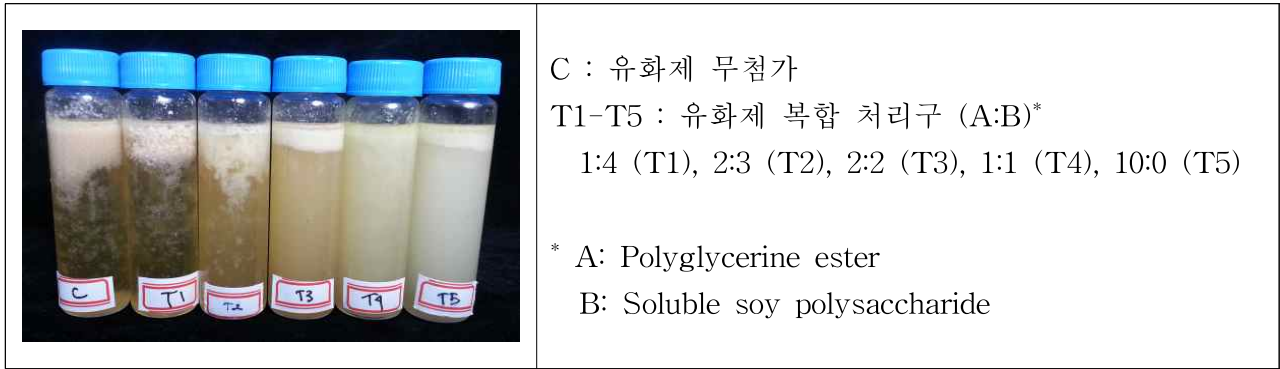 C T1 T2 T3 T4 T5
C : 유화제 무첨가
T1-T5 : 유화제 복합 처리구 (A:B)*
1:4 (T1), 2:3 (T2), 2:2 (T3), 1:1 (T4), 10:0 (T5)
* A: Polyglycerine ester
B: Soluble soy polysaccharide